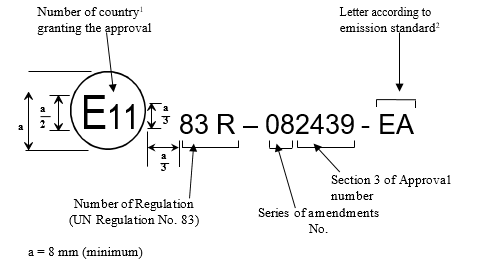 Number of country¹
granting the approval
Letter according to
emission standard²
a
a
2
E11
a
3
83 R – 082439 - EA
a
3
Number of Regulation
(UN Regulation No. 83)
Series of amendments
No.
Section 3 of Approval
number
a = 8 mm (minimum)